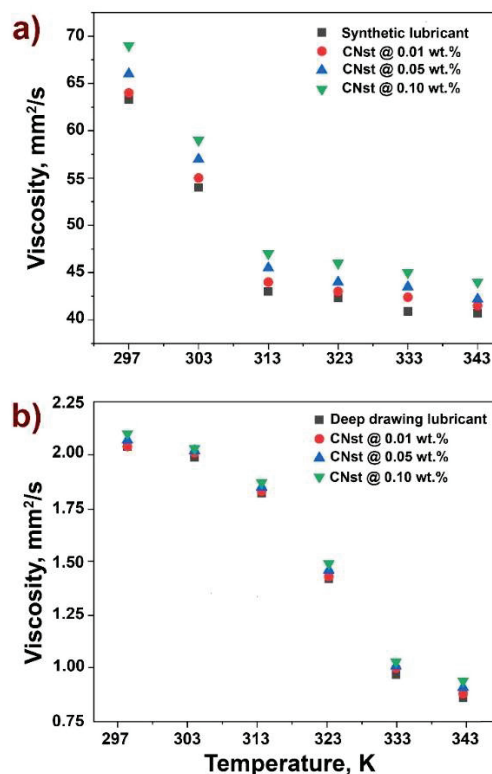 a)
Viscosity, mm²/s
70
65
60
55
50
45
40
Synthetic lubricant
CNst @ 0.01 wt.%
CNst @ 0.05 wt.%
CNst @ 0.10 wt.%
297 303 313 323 333 343
b)
Viscosity, mm²/s
2.25
2.00
1.75
1.50
1.25
1.00
0.75
Deep drawing lubricant
CNst @ 0.01 wt.%
CNst @ 0.05 wt.%
CNst @ 0.10 wt.%
297 303 313 323 333 343
Temperature, K